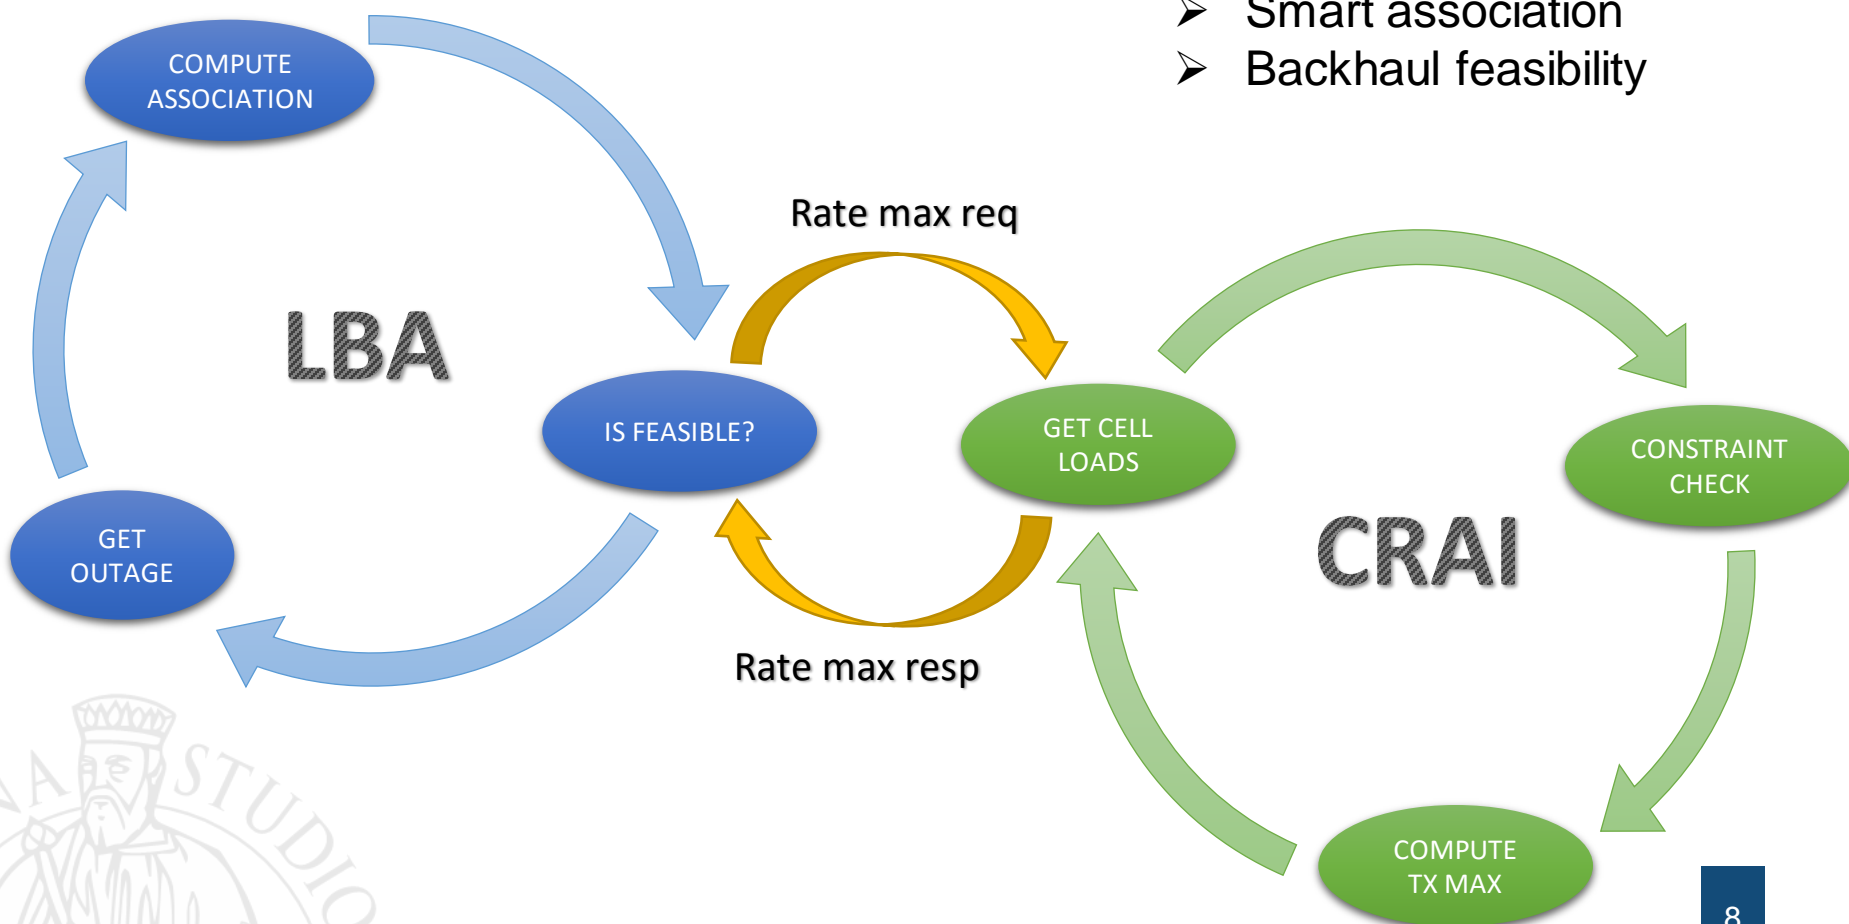 ➢ Smart association
➢ Backhaul feasibility
COMPUTE
ASSOCIATION
Rate max req
LBA
IS FEASIBLE?
GET CELL
LOADS
CONSTRAINT
CHECK
GET
OUTAGE
CRAI
Rate max resp
COMPUTE
TX MAX
NA STUDIO
8